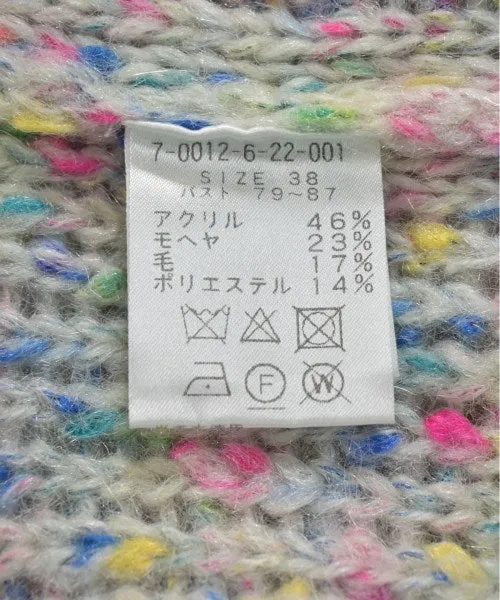 7-0012-6-22-001
SIZE 38
バスト 79~87
アクリル 46%
モヘヤ 23%
毛 17%
ポリエステル 14%
F W